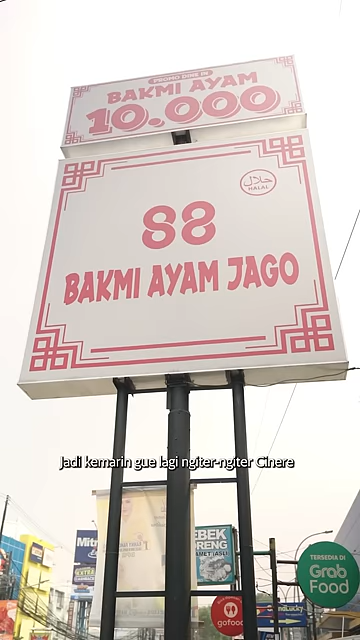 PROMO DINE IN
BAKMI AYAM
10.000
حلال
HALAL
88
BAKMI AYAM JAGO
Jadi kemarin gue lagi ngiter-ngiter Cinere
TERSEDIA DI
Grab
Food
gofood